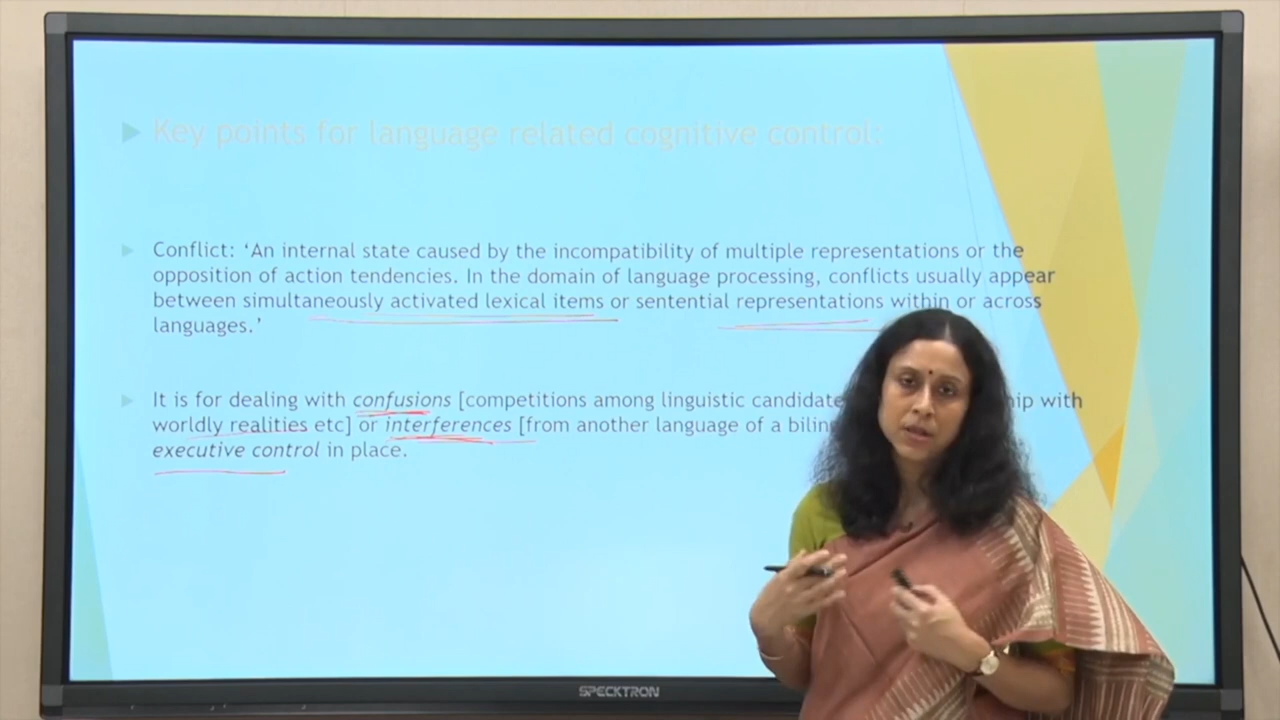 Key points for language related cognitive control:
Conflict: ‘An internal state caused by the incompatibility of multiple representations or the
opposition of action tendencies. In the domain of language processing, conflicts usually appear
between simultaneously activated lexical items or sentential representations within or across
languages.’
It is for dealing with confusions [competitions among linguistic with
worldly realities etc] or interferences [from another language of a
executive control in place.
SPECKTRON